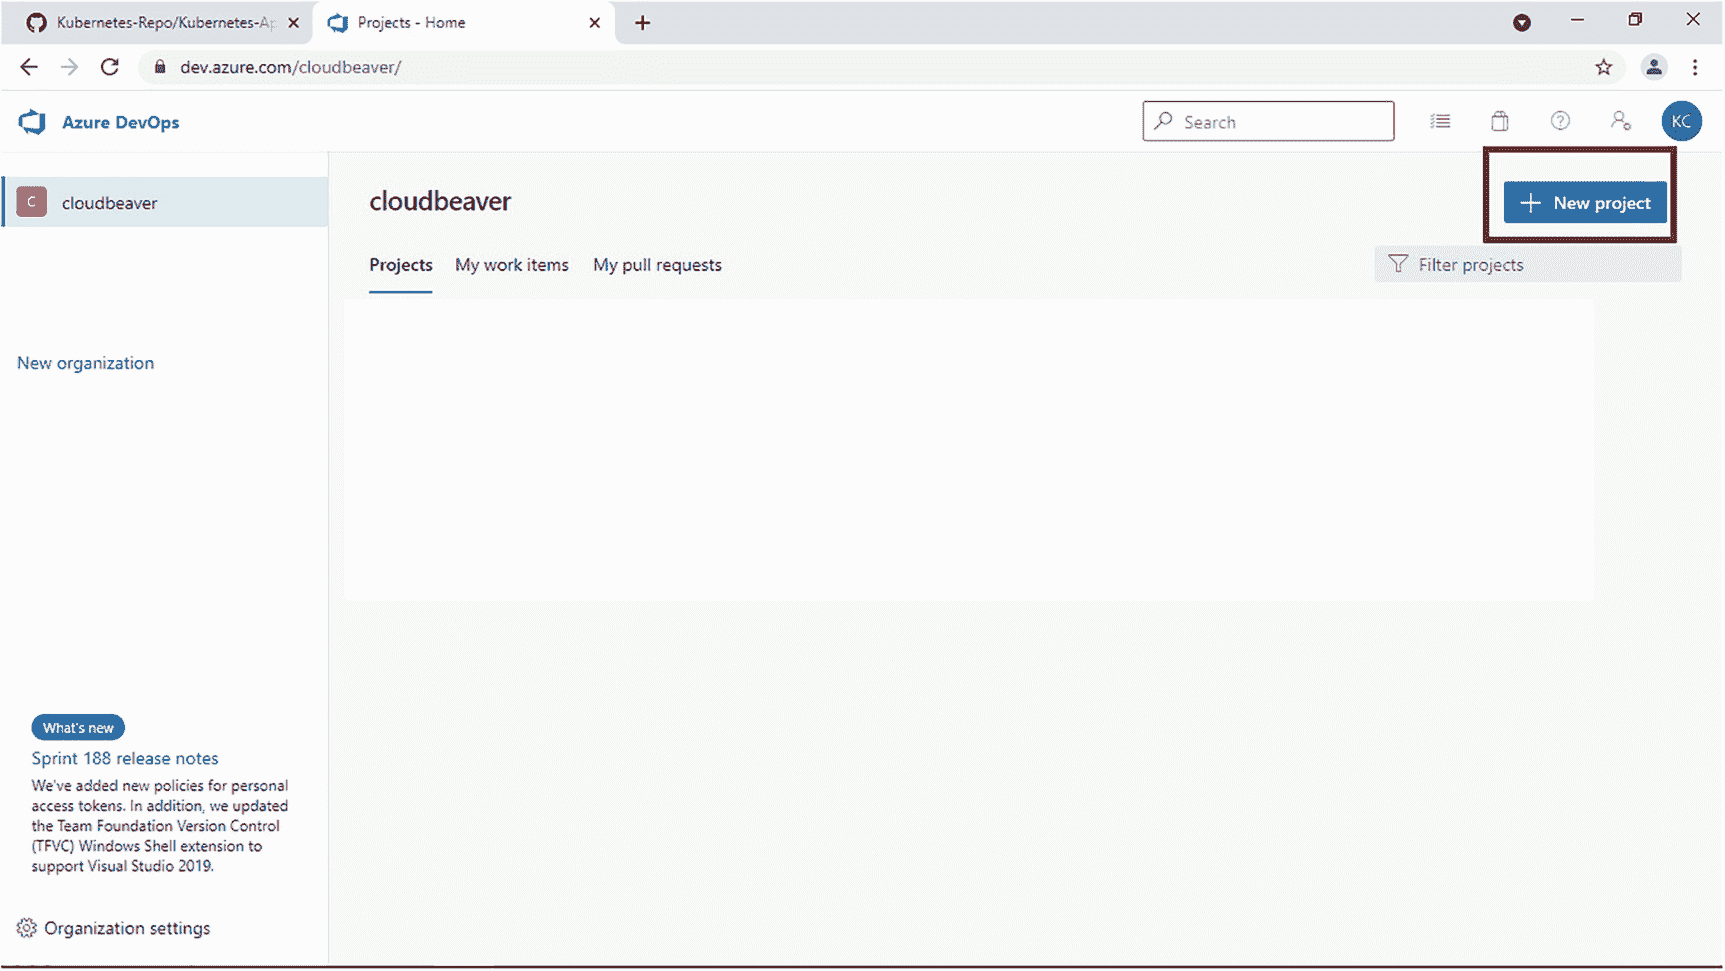 Kubernetes-Repo/Kubernetes-Ap
Projects - Home
dev.azure.com/cloudbeaver/
Azure DevOps
Search
KC
C
cloudbeaver
cloudbeaver
New project
Projects
My work items
My pull requests
Filter projects
New organization
What's new
Sprint 188 release notes
We've added new policies for personal
access tokens. In addition, we updated
the Team Foundation Version Control
(TFVC) Windows Shell extension to
support Visual Studio 2019.
Organization settings